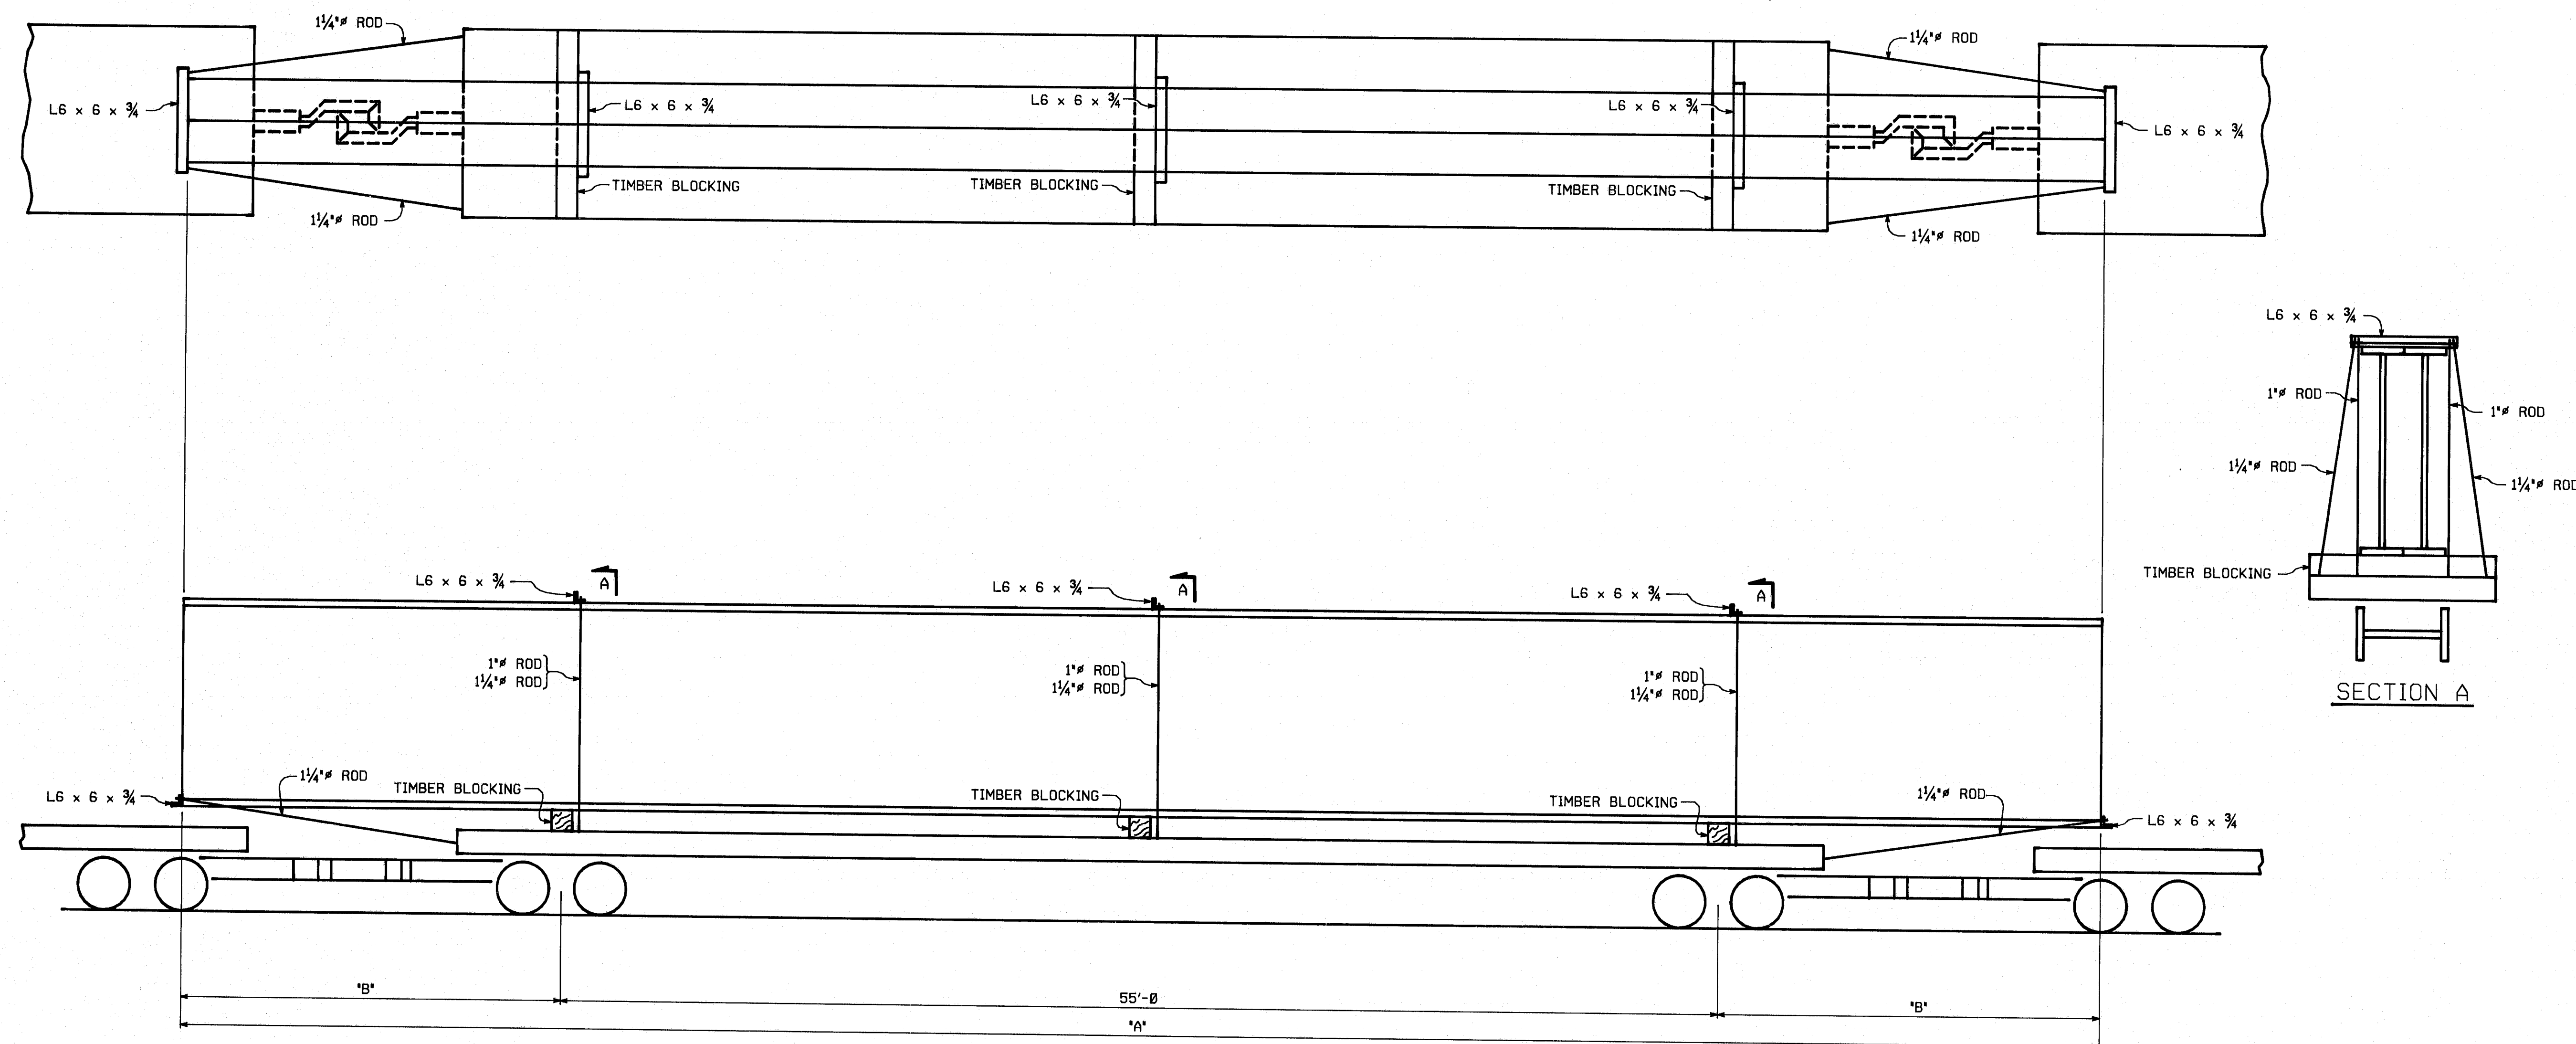 1¼"ø ROD
1¼"ø ROD
L6 × 6 × ¾
L6 × 6 × ¾
L6 × 6 × ¾
L6 × 6 × ¾
L6 × 6 × ¾
TIMBER BLOCKING
TIMBER BLOCKING
TIMBER BLOCKING
1¼"ø ROD
1¼"ø ROD
L6 × 6 × ¾
1"ø ROD
1"ø ROD
1¼"ø ROD
1¼"ø ROD
TIMBER BLOCKING
SECTION A
L6 × 6 × ¾
A
L6 × 6 × ¾
A
L6 × 6 × ¾
A
1"ø ROD
1¼"ø ROD
1"ø ROD
1¼"ø ROD
1"ø ROD
1¼"ø ROD
L6 × 6 × ¾
1¼"ø ROD
TIMBER BLOCKING
TIMBER BLOCKING
TIMBER BLOCKING
1¼"ø ROD
L6 × 6 × ¾
"B"
55'-0
"B"
"A"